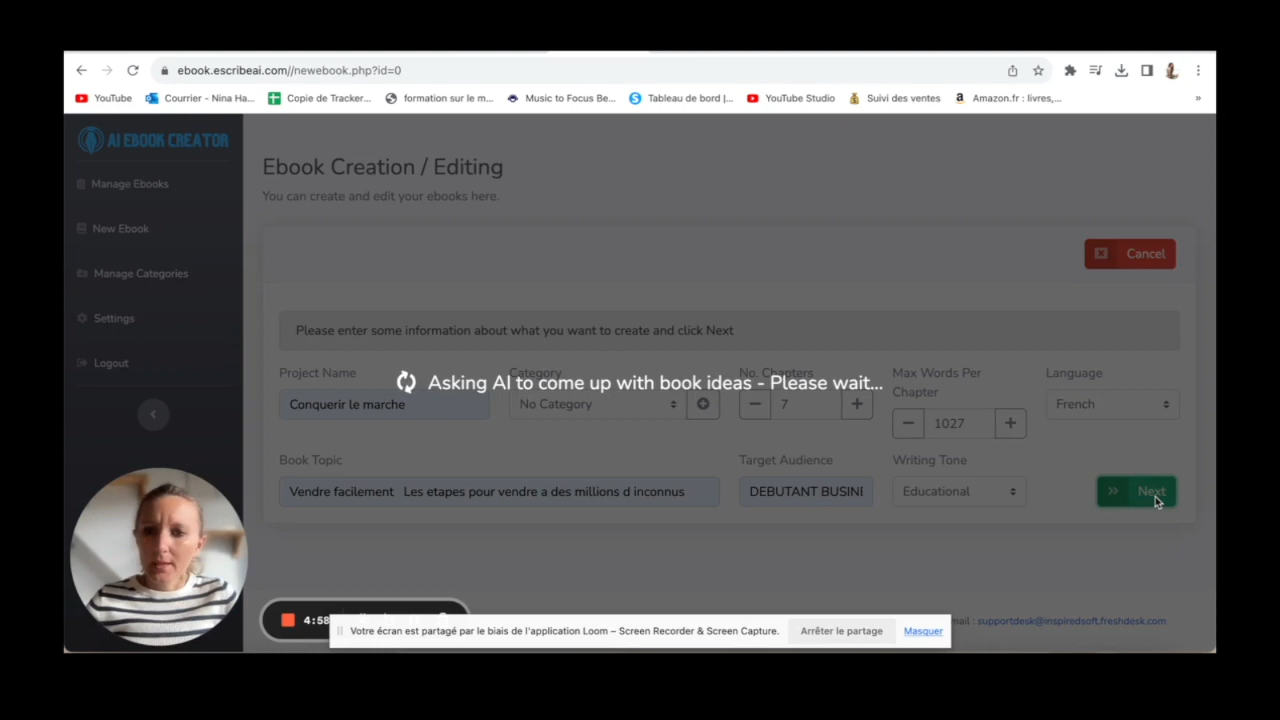 ebook.escribeai.com//newebook.php?id=0
YouTube Courrier - Nina Ha... Copie de Tracker... formation sur le m... Music to Focus Be... Tableau de bord |... YouTube Studio Suivi des ventes Amazon.fr : livres,... »
AI EBOOK CREATOR
Manage Ebooks
New Ebook
Manage Categories
Settings
Logout
Ebook Creation / Editing
You can create and edit your ebooks here.
Cancel
Please enter some information about what you want to create and click Next
Project Name Category No. Chapters Max Words Per Chapter Language
Asking AI to come up with book ideas - Please wait...
Conquerir le marche No Category 7 1027 French
Book Topic Target Audience Writing Tone
Vendre facilement Les etapes pour vendre a des millions d inconnus DEBUTANT BUSINE Educational Next
4:58
Votre écran est partagé par le biais de l'application Loom – Screen Recorder & Screen Capture. Arrêter le partage Masquer
mail : supportdesk@inspiredsoft.freshdesk.com